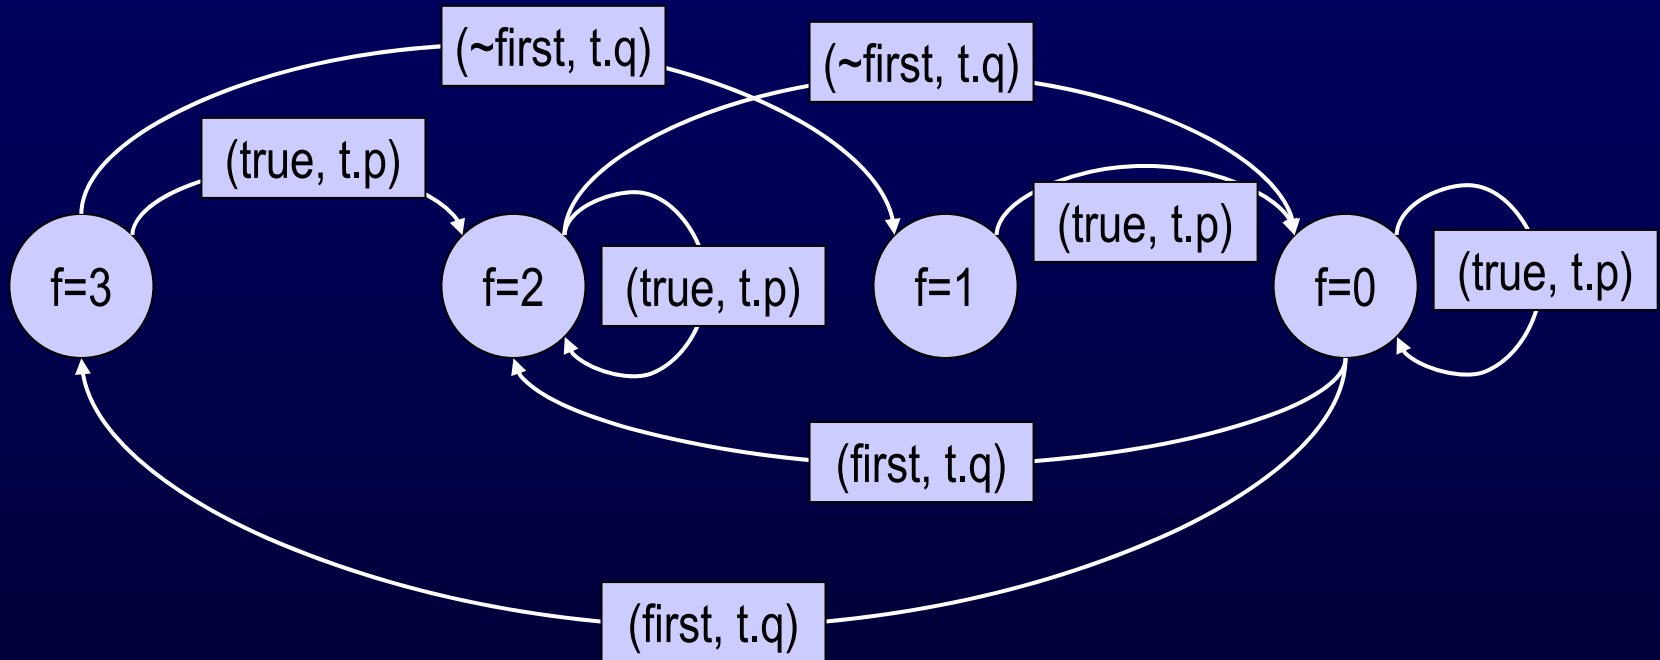 (~first, t.q)
(~first, t.q)
(true, t.p)
(true, t.p)
f=3
f=2
(true, t.p)
f=1
f=0
(true, t.p)
(first, t.q)
(first, t.q)